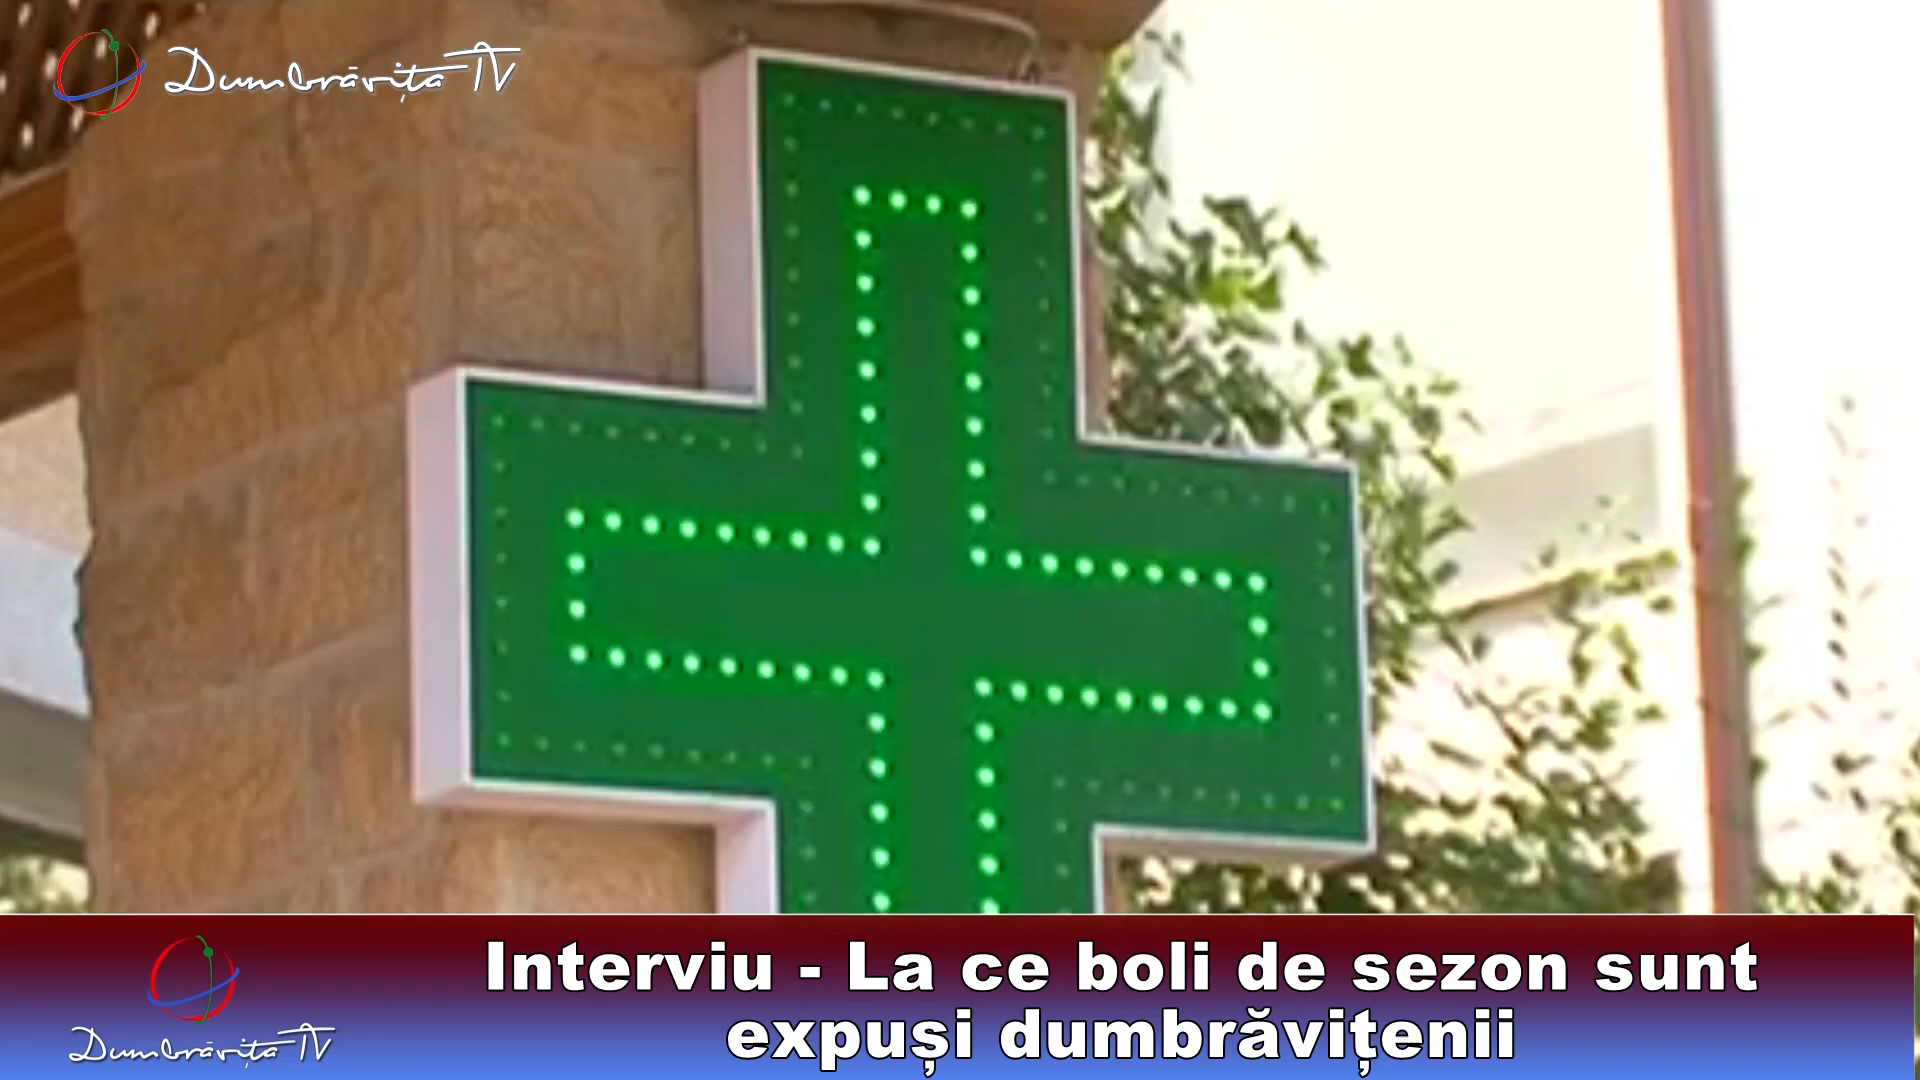 Dumbrăvița TV
Interviu - La ce boli de sezon sunt
expuși dumbrăvițenii
Dumbrăvița TV